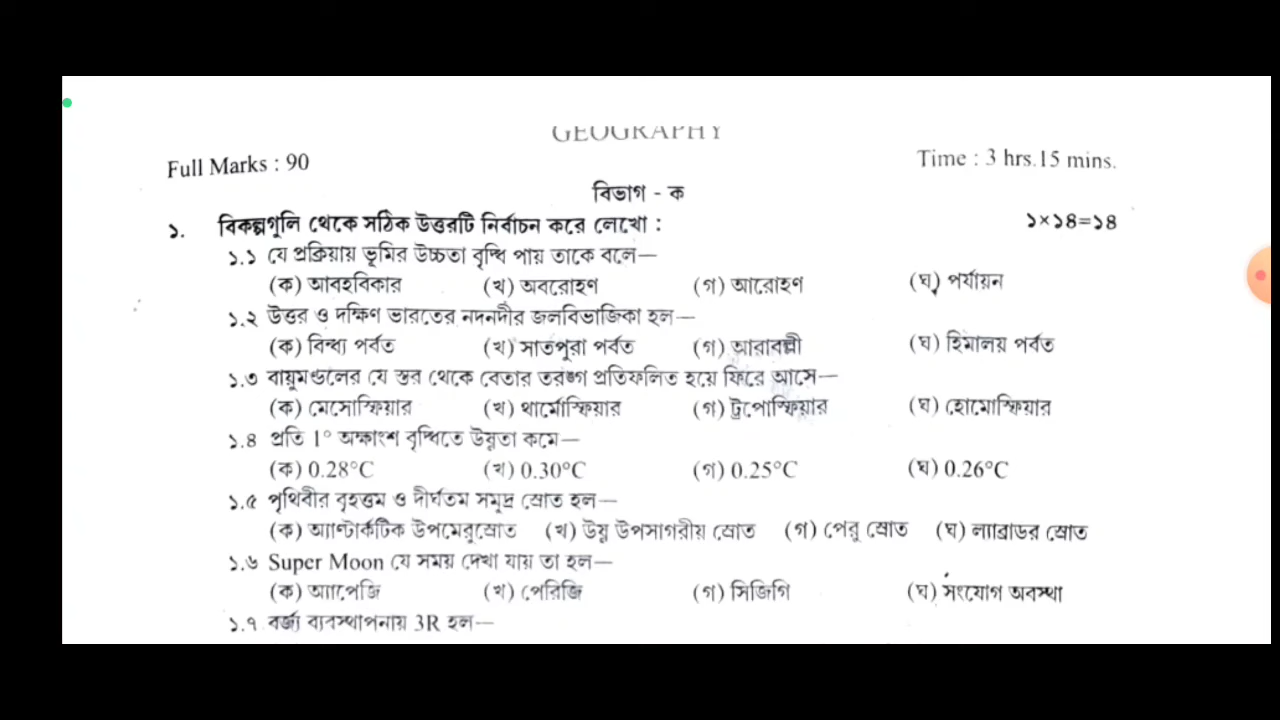 GEOGRAPHY
Full Marks : 90
Time : 3 hrs.15 mins.
বিভাগ - ক
১. বিকল্পগুলি থেকে সঠিক উত্তরটি নির্বাচন করে লেখো : ১×১৪=১৪
১.১ যে প্রক্রিয়ায় ভূমির উচ্চতা বৃদ্ধি পায় তাকে বলে—
(ক) আবহবিকার (খ) অবরোহণ (গ) আরোহণ (ঘ) পর্যায়ন
১.২ উত্তর ও দক্ষিণ ভারতের নদনদীর জলবিভাজিকা হল—
(ক) বিন্ধ্য পর্বত (খ) সাতপুরা পর্বত (গ) আরাবল্লী (ঘ) হিমালয় পর্বত
১.৩ বায়ুমণ্ডলের যে স্তর থেকে বেতার তরঙ্গ প্রতিফলিত হয়ে ফিরে আসে—
(ক) মেসোস্ফিয়ার (খ) থার্মোস্ফিয়ার (গ) ট্রপোস্ফিয়ার (ঘ) হোমোস্ফিয়ার
১.৪ প্রতি 1° অক্ষাংশ বৃদ্ধিতে উষ্ণতা কমে—
(ক) 0.28°C (খ) 0.30°C (গ) 0.25°C (ঘ) 0.26°C
১.৫ পৃথিবীর বৃহত্তম ও দীর্ঘতম সমুদ্র স্রোত হল—
(ক) অ্যান্টার্কটিক উপমেরুস্রোত (খ) উষ্ণ উপসাগরীয় স্রোত (গ) পেরু স্রোত (ঘ) ল্যাব্রাডর স্রোত
১.৬ Super Moon যে সময় দেখা যায় তা হল—
(ক) অ্যাপোজি (খ) পেরিজি (গ) সিজিগি (ঘ) সংযোগ অবস্থা
১.৭ বর্জ্য ব্যবস্থাপনায় 3R হল—